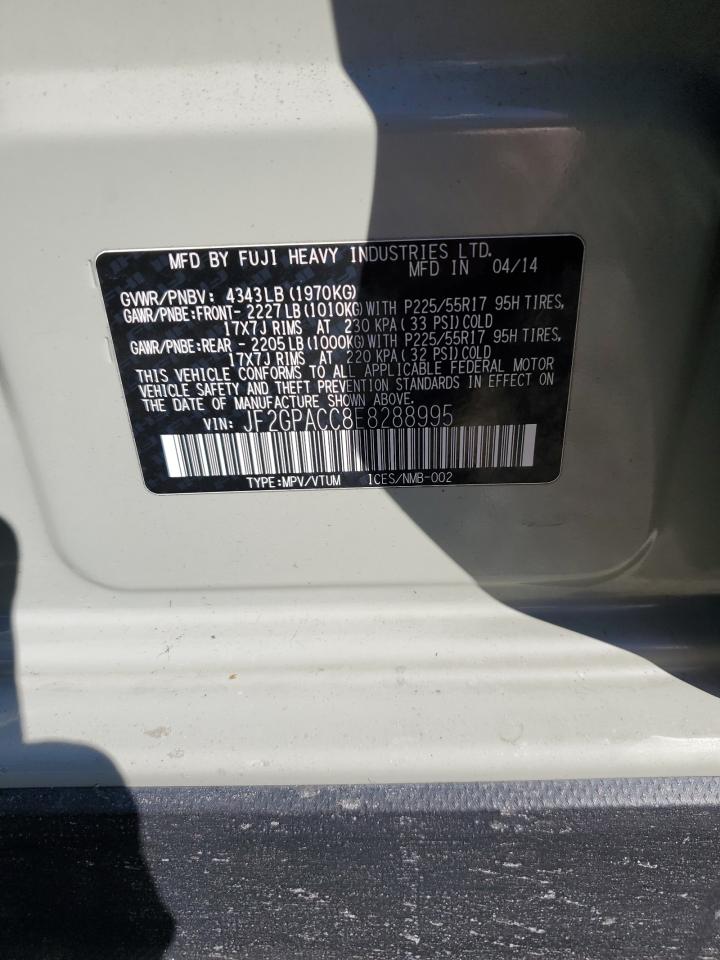 MFD BY FUJI HEAVY INDUSTRIES LTD.
MFD IN 04/14
GVWR/PNBV: 4343LB(1970KG)
GAWR/PNBE:FRONT- 2227LB(1010KG)WITH P225/55R17 95H TIRES,
17X7J RIMS AT 230 KPA(33 PSI)COLD
GAWR/PNBE:REAR - 2205LB(1000KG)WITH P225/55R17 95H TIRES,
17X7J RIMS AT 220 KPA(32 PSI)COLD
THIS VEHICLE CONFORMS TO ALL APPLICABLE FEDERAL MOTOR
VEHICLE SAFETY AND THEFT PREVENTION STANDARDS IN EFFECT ON
THE DATE OF MANUFACTURE SHOWN ABOVE.
VIN: JF2GPACC8E8288995
TYPE:MPV/VTUM ICES/NMB-002